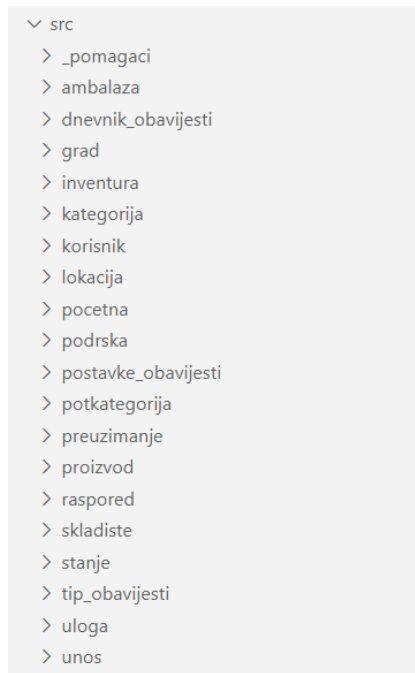 src
_pomagaci
ambalaza
dnevnik_obavijesti
grad
inventura
kategorija
korisnik
lokacija
pocetna
podrska
postavke_obavijesti
potkategorija
preuzimanje
proizvod
raspored
skladiste
stanje
tip_obavijesti
uloga
unos